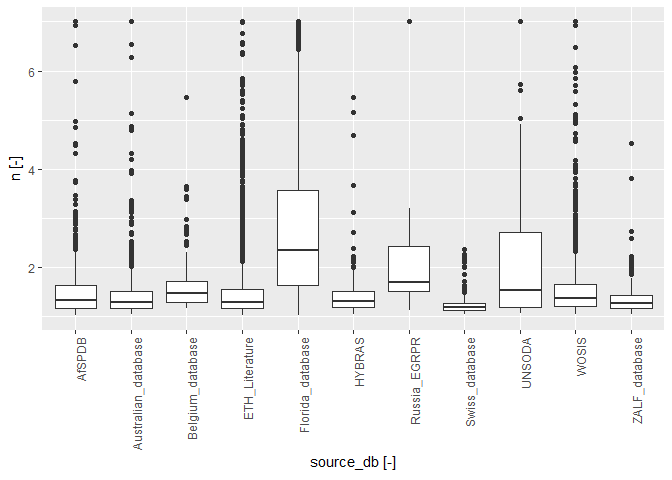 n [-]
6
4
2
AfSPDB
Australian_database
Belgium_database
ETH_Literature
Florida_database
HYBRAS
Russia_EGRPR
Swiss_database
UNSODA
WOSIS
ZALF_database
source_db [-]